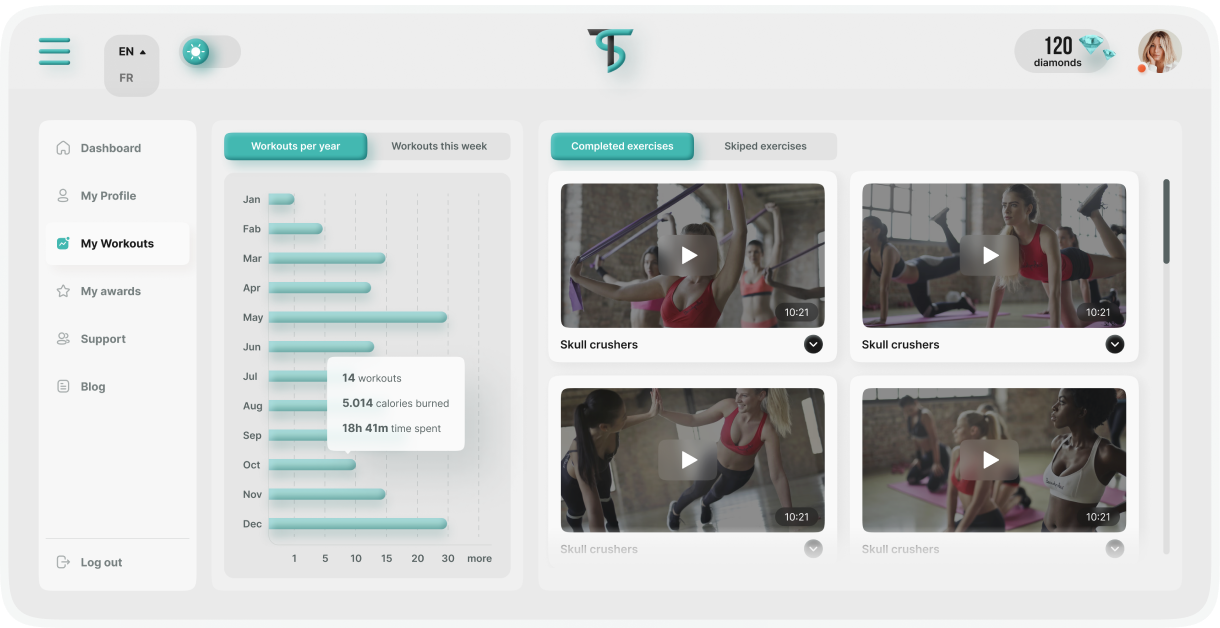 EN
FR
120
diamonds
Dashboard
My Profile
My Workouts
My awards
Support
Blog
Log out
Workouts per year
Workouts this week
Jan
Fab
Mar
Apr
May
Jun
Jul
Aug
Sep
Oct
Nov
Dec
14 workouts
5.014 calories burned
18h 41m time spent
1 5 10 15 20 30 more
Completed exercises
Skiped exercises
10:21
Skull crushers
10:21
Skull crushers
10:21
Skull crushers
10:21
Skull crushers